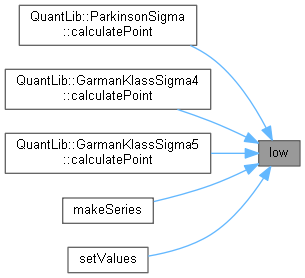 QuantLib::ParkinsonSigma
::calculatePoint
QuantLib::GarmanKlassSigma4
::calculatePoint
QuantLib::GarmanKlassSigma5
::calculatePoint
low
makeSeries
setValues